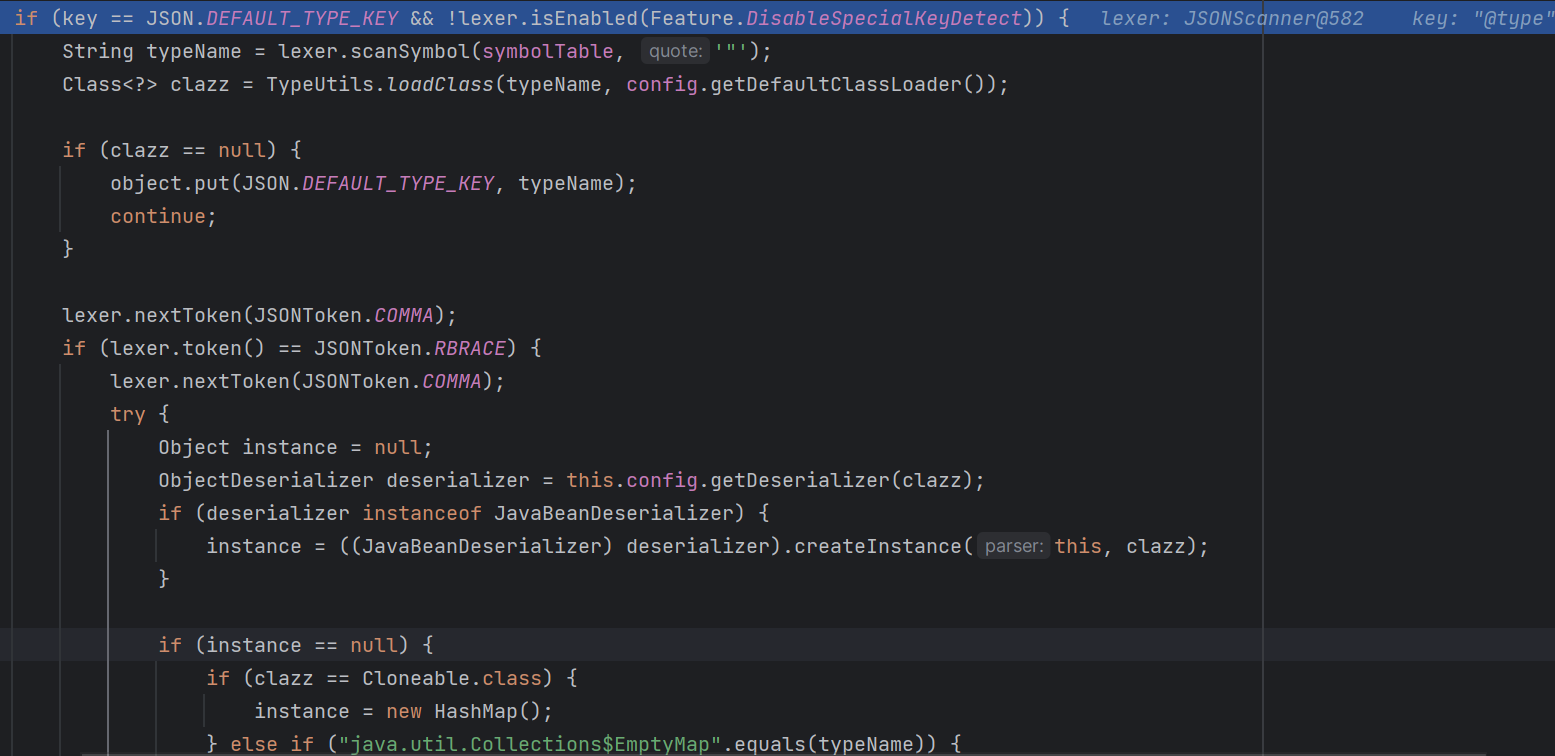 if (key == JSON.DEFAULT_TYPE_KEY && !lexer.isEnabled(Feature.DisableSpecialKeyDetect)) {   lexer: JSONScanner@582    key: "@type"
    String typeName = lexer.scanSymbol(symbolTable, quote: '"');
    Class<?> clazz = TypeUtils.loadClass(typeName, config.getDefaultClassLoader());

    if (clazz == null) {
        object.put(JSON.DEFAULT_TYPE_KEY, typeName);
        continue;
    }

    lexer.nextToken(JSONToken.COMMA);
    if (lexer.token() == JSONToken.RBRACE) {
        lexer.nextToken(JSONToken.COMMA);
        try {
            Object instance = null;
            ObjectDeserializer deserializer = this.config.getDeserializer(clazz);
            if (deserializer instanceof JavaBeanDeserializer) {
                instance = ((JavaBeanDeserializer) deserializer).createInstance( parser: this, clazz);
            }

            if (instance == null) {
                if (clazz == Cloneable.class) {
                    instance = new HashMap();
                } else if ("java.util.Collections$EmptyMap".equals(typeName)) {